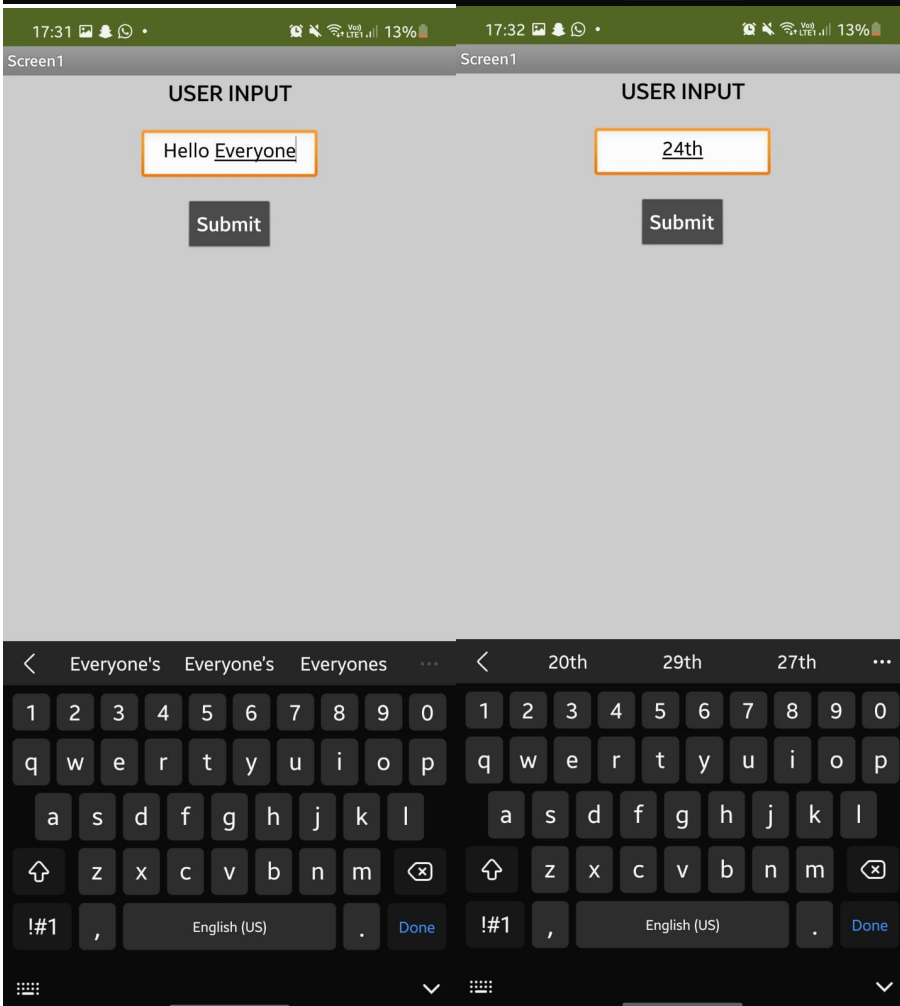 17:31 13%
Screen1
USER INPUT
Hello Everyone
Submit
Everyone's Everyone's Everyones
1 2 3 4 5 6 7 8 9 0
q w e r t y u i o p
a s d f g h j k l
z x c v b n m
!#1 , English (US) . Done
17:32 13%
Screen1
USER INPUT
24th
Submit
20th 29th 27th
1 2 3 4 5 6 7 8 9 0
q w e r t y u i o p
a s d f g h j k l
z x c v b n m
!#1 , English (US) . Done